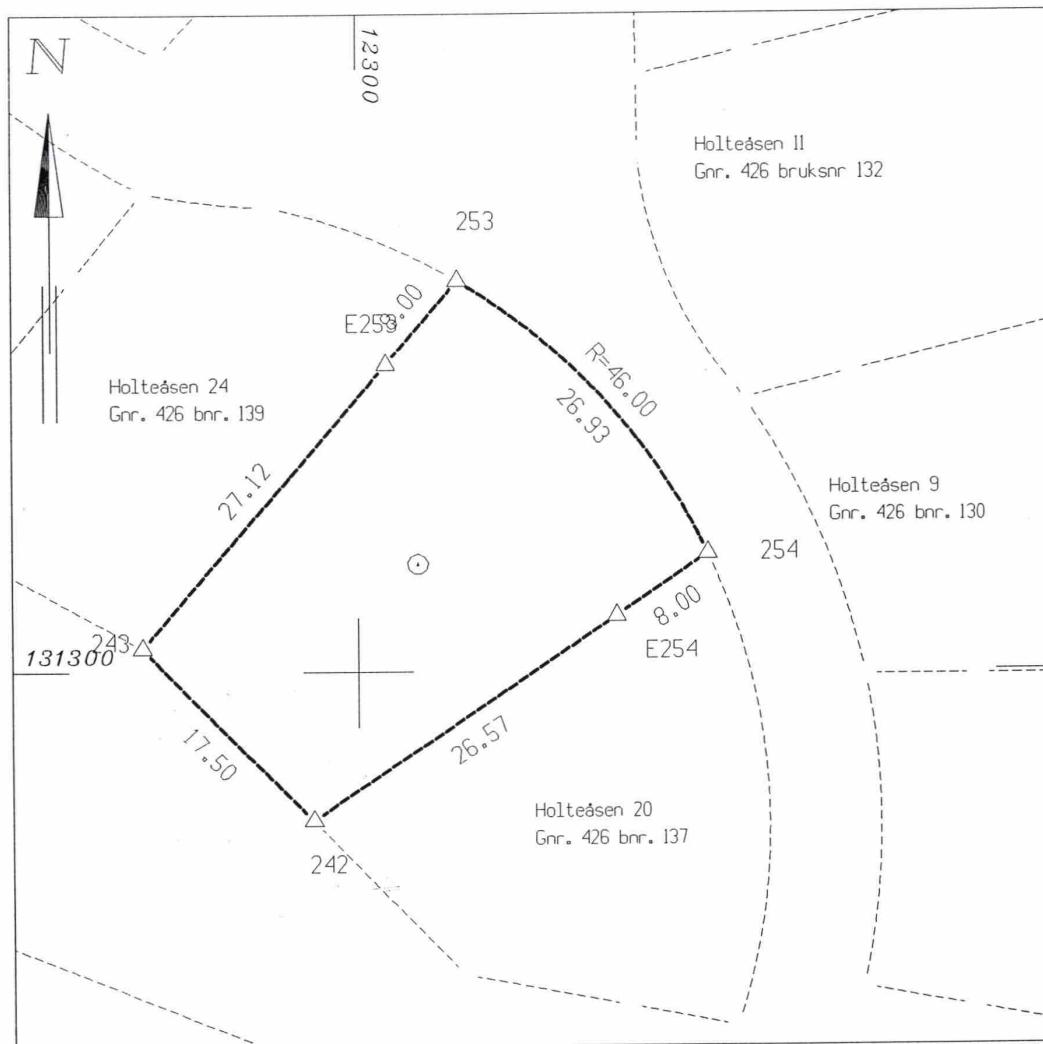 N
12300
Holteåsen 11
Gnr. 426 bruksnr 132
253
8.00
E253
R=46.00
26.93
Holteåsen 24
Gnr. 426 bnr. 139
27.12
Holteåsen 9
Gnr. 426 bnr. 130
254
8.00
E254
243
131300
17.50
26.57
Holteåsen 20
Gnr. 426 bnr. 137
242